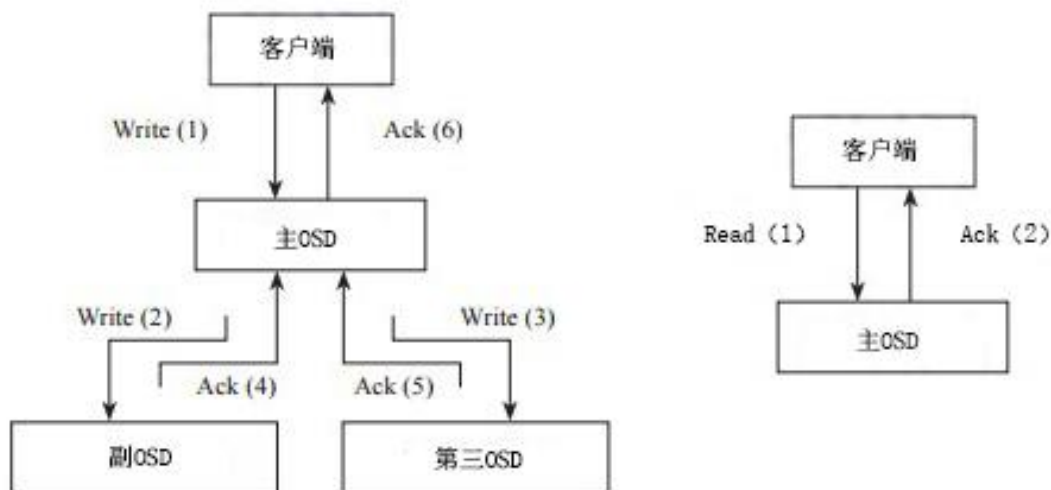 客户端
Write (1)
Ack (6)
主OSD
Write (2)
Write (3)
Ack (4)
Ack (5)
副OSD
第三OSD
客户端
Read（1）
Ack（2）
主OSD